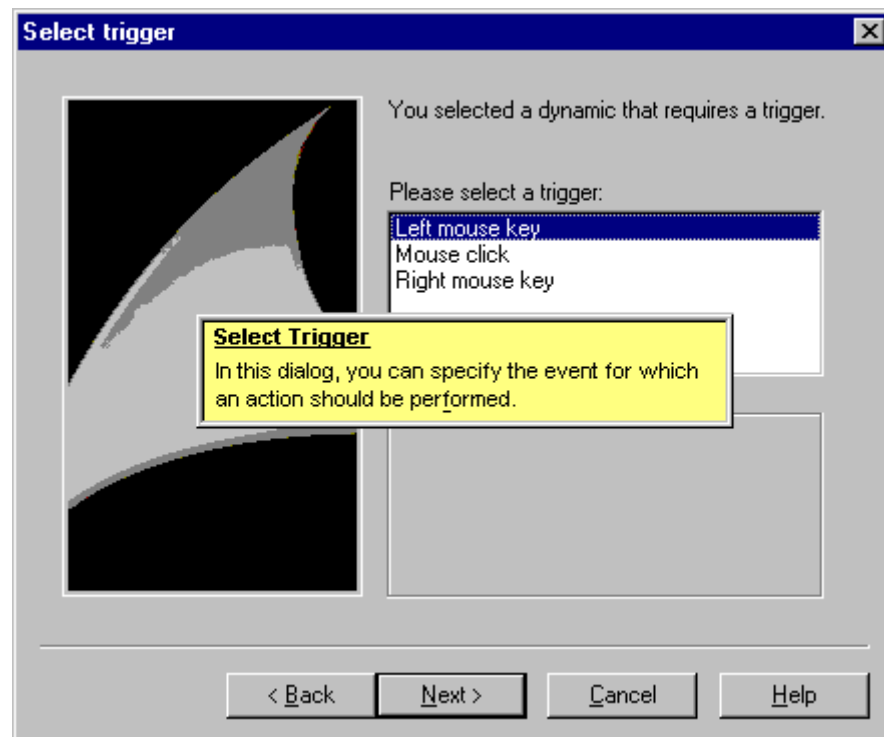 Select trigger
You selected a dynamic that requires a trigger.
Please select a trigger:
Left mouse key
Mouse click
Right mouse key
Select Trigger
In this dialog, you can specify the event for which
an action should be performed.
< Back
Next >
Cancel
Help